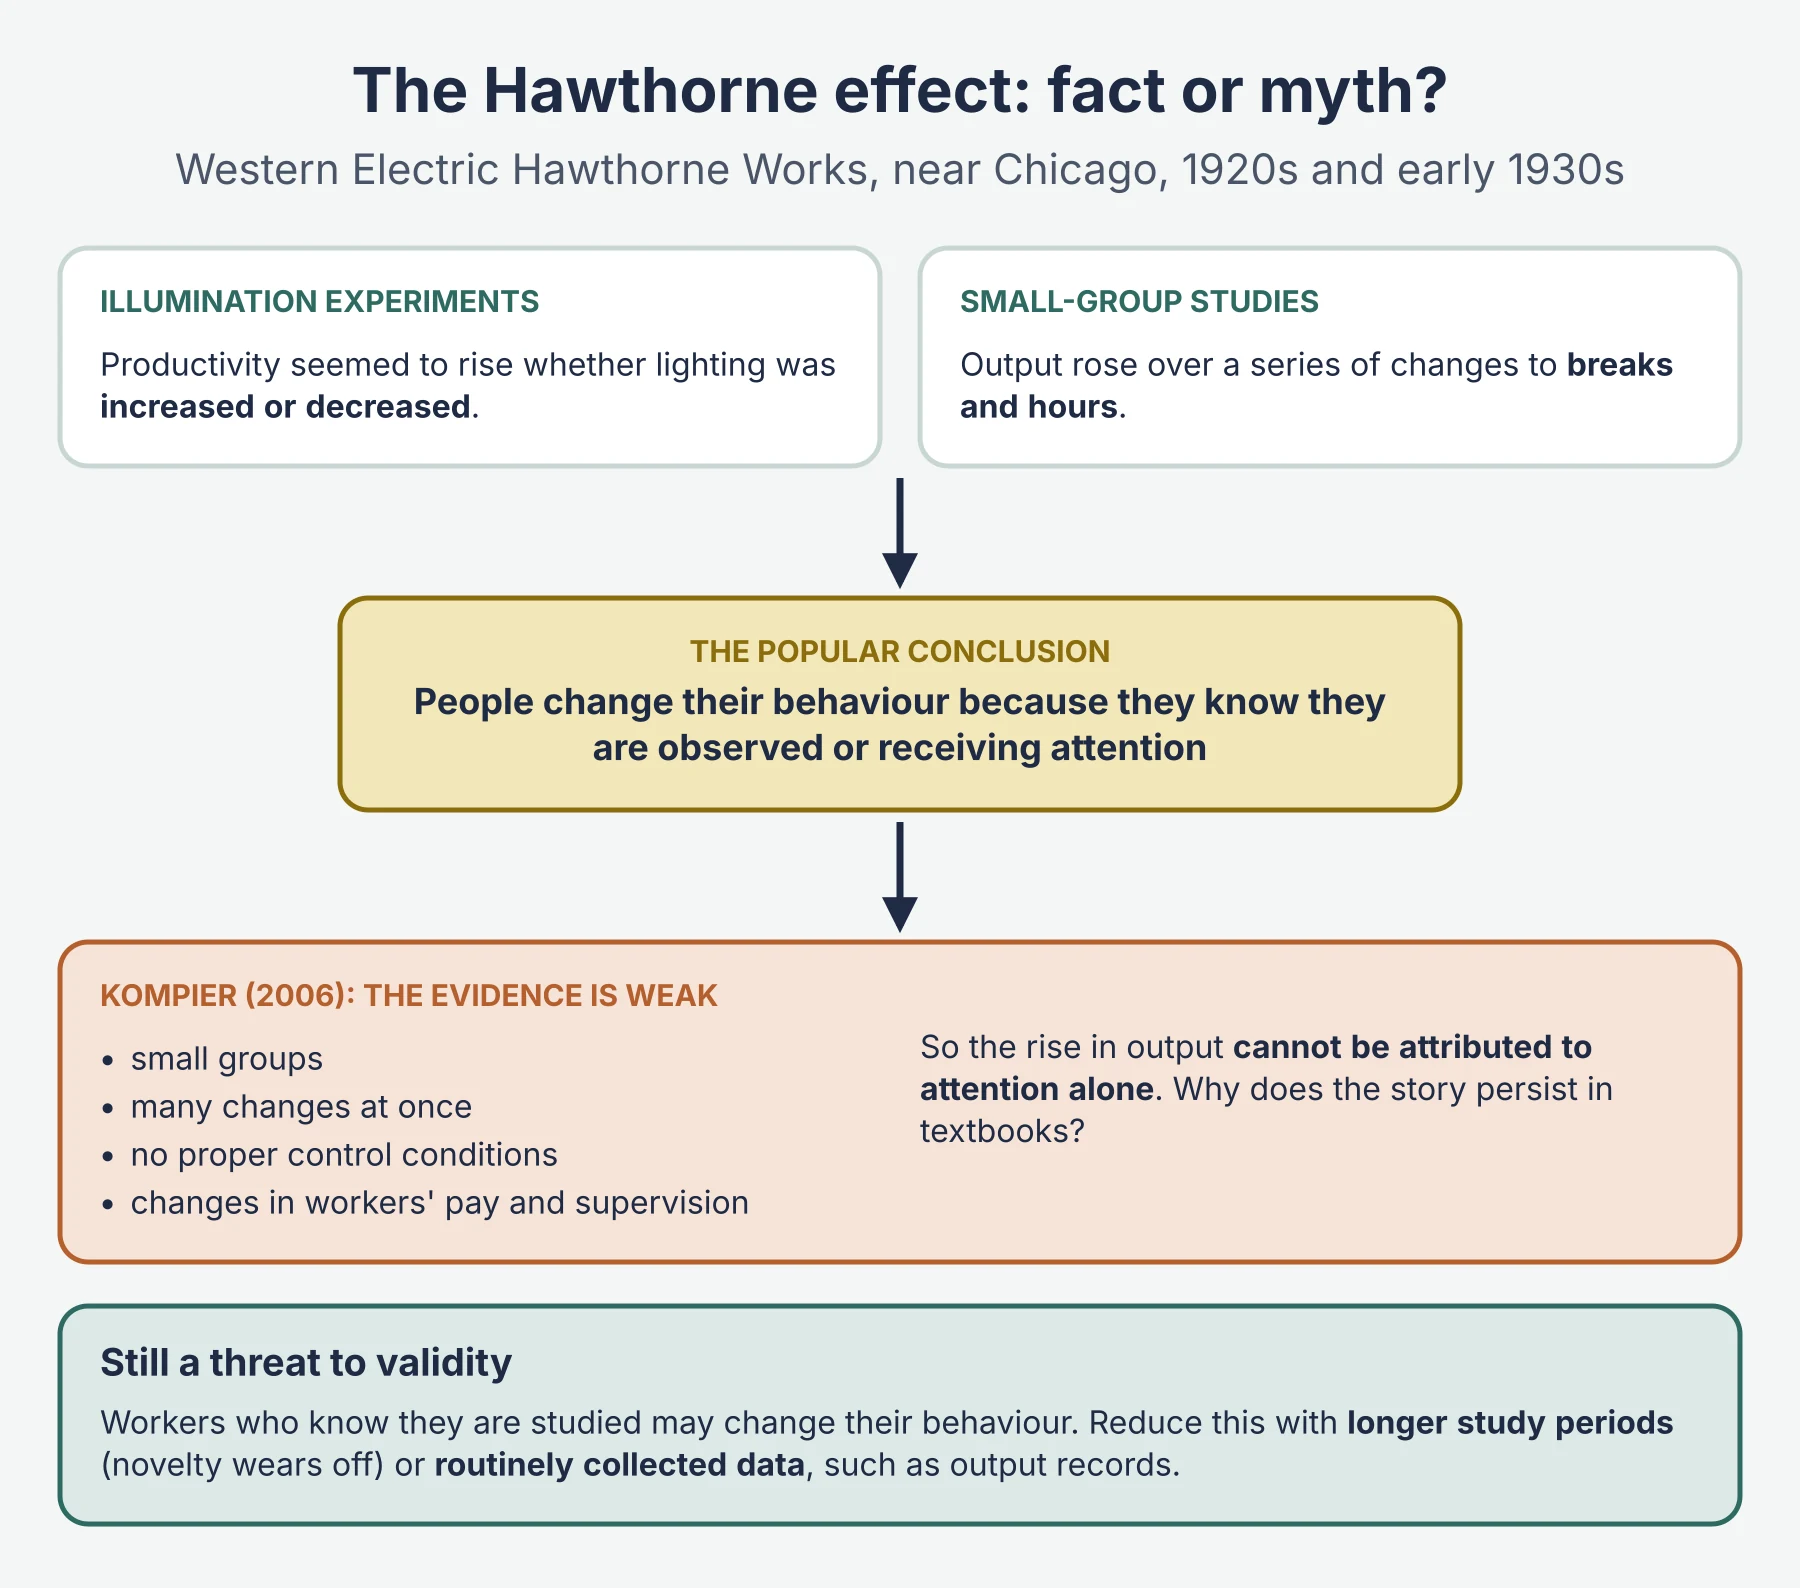 The Hawthorne effect: fact or myth?
Western Electric Hawthorne Works, near Chicago, 1920s and early 1930s
ILLUMINATION EXPERIMENTS
Productivity seemed to rise whether lighting was
increased or decreased.
SMALL-GROUP STUDIES
Output rose over a series of changes to breaks
and hours.
THE POPULAR CONCLUSION
People change their behaviour because they know they
are observed or receiving attention
KOMPIER (2006): THE EVIDENCE IS WEAK
• small groups
• many changes at once
• no proper control conditions
• changes in workers' pay and supervision
So the rise in output cannot be attributed to
attention alone. Why does the story persist in
textbooks?
Still a threat to validity
Workers who know they are studied may change their behaviour. Reduce this with longer study periods
(novelty wears off) or routinely collected data, such as output records.